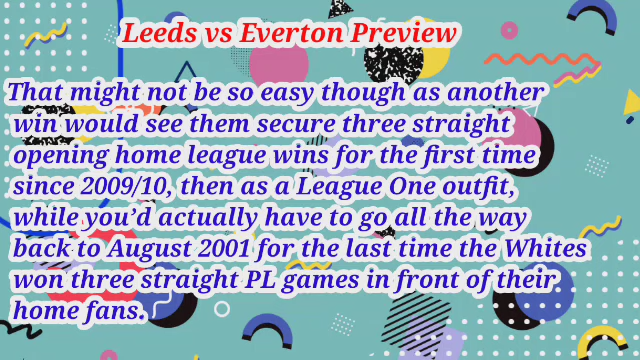 Leeds vs Everton Preview
That might not be so easy though as another
win would see them secure three straight
opening home league wins for the first time
since 2009/10, then as a League One outfit,
while you’d actually have to go all the way
back to August 2001 for the last time the Whites
won three straight PL games in front of their
home fans.